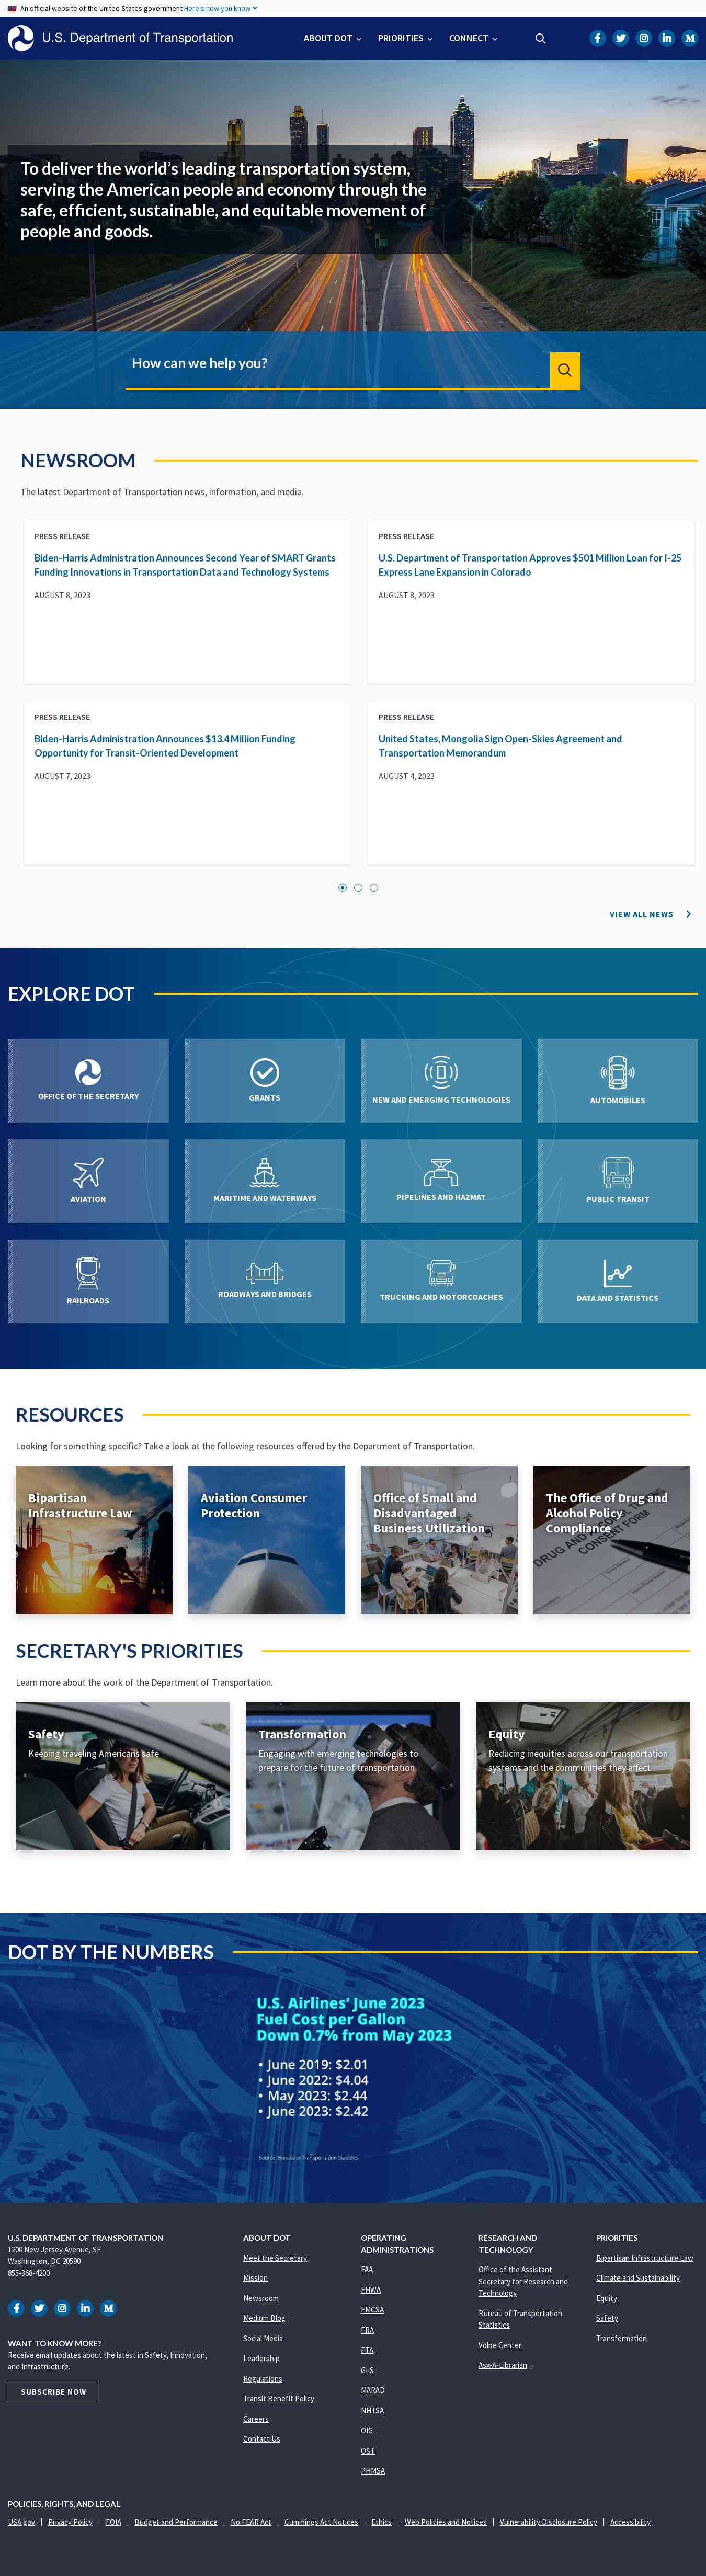 An official website of the United States government Here's how you know
U.S. Department of Transportation
ABOUT DOT
PRIORITIES
CONNECT
To deliver the world’s leading transportation system,
serving the American people and economy through the
safe, efficient, sustainable, and equitable movement of
people and goods.
How can we help you?
NEWSROOM
The latest Department of Transportation news, information, and media.
PRESS RELEASE
Biden-Harris Administration Announces Second Year of SMART Grants
Funding Innovations in Transportation Data and Technology Systems
AUGUST 8, 2023
PRESS RELEASE
U.S. Department of Transportation Approves $501 Million Loan for I-25
Express Lane Expansion in Colorado
AUGUST 8, 2023
PRESS RELEASE
Biden-Harris Administration Announces $13.4 Million Funding
Opportunity for Transit-Oriented Development
AUGUST 7, 2023
PRESS RELEASE
United States, Mongolia Sign Open-Skies Agreement and
Transportation Memorandum
AUGUST 4, 2023
VIEW ALL NEWS
EXPLORE DOT
OFFICE OF THE SECRETARY
GRANTS
NEW AND EMERGING TECHNOLOGIES
AUTOMOBILES
AVIATION
MARITIME AND WATERWAYS
PIPELINES AND HAZMAT
PUBLIC TRANSIT
RAILROADS
ROADWAYS AND BRIDGES
TRUCKING AND MOTORCOACHES
DATA AND STATISTICS
RESOURCES
Looking for something specific? Take a look at the following resources offered by the Department of Transportation.
Bipartisan
Infrastructure Law
Aviation Consumer
Protection
Office of Small and
Disadvantaged
Business Utilization
The Office of Drug and
Alcohol Policy
Compliance
SECRETARY'S PRIORITIES
Learn more about the work of the Department of Transportation.
Safety
Keeping traveling Americans safe
Transformation
Engaging with emerging technologies to
prepare for the future of transportation
Equity
Reducing inequities across our transportation
systems and the communities they affect
DOT BY THE NUMBERS
U.S. Airlines’ June 2023
Fuel Cost per Gallon
Down 0.7% from May 2023
• June 2019: $2.01
• June 2022: $4.04
• May 2023: $2.44
• June 2023: $2.42
Source: Bureau of Transportation Statistics
U.S. DEPARTMENT OF TRANSPORTATION
1200 New Jersey Avenue, SE
Washington, DC 20590
855-368-4200
WANT TO KNOW MORE?
Receive email updates about the latest in Safety, Innovation,
and Infrastructure.
SUBSCRIBE NOW
ABOUT DOT
Meet the Secretary
Mission
Newsroom
Medium Blog
Social Media
Leadership
Regulations
Transit Benefit Policy
Careers
Contact Us
OPERATING
ADMINISTRATIONS
FAA
FHWA
FMCSA
FRA
FTA
GLS
MARAD
NHTSA
OIG
OST
PHMSA
RESEARCH AND
TECHNOLOGY
Office of the Assistant
Secretary for Research and
Technology
Bureau of Transportation
Statistics
Volpe Center
Ask-A-Librarian
PRIORITIES
Bipartisan Infrastructure Law
Climate and Sustainability
Equity
Safety
Transformation
POLICIES, RIGHTS, AND LEGAL
USA.gov | Privacy Policy | FOIA | Budget and Performance | No FEAR Act | Cummings Act Notices | Ethics | Web Policies and Notices | Vulnerability Disclosure Policy | Accessibility